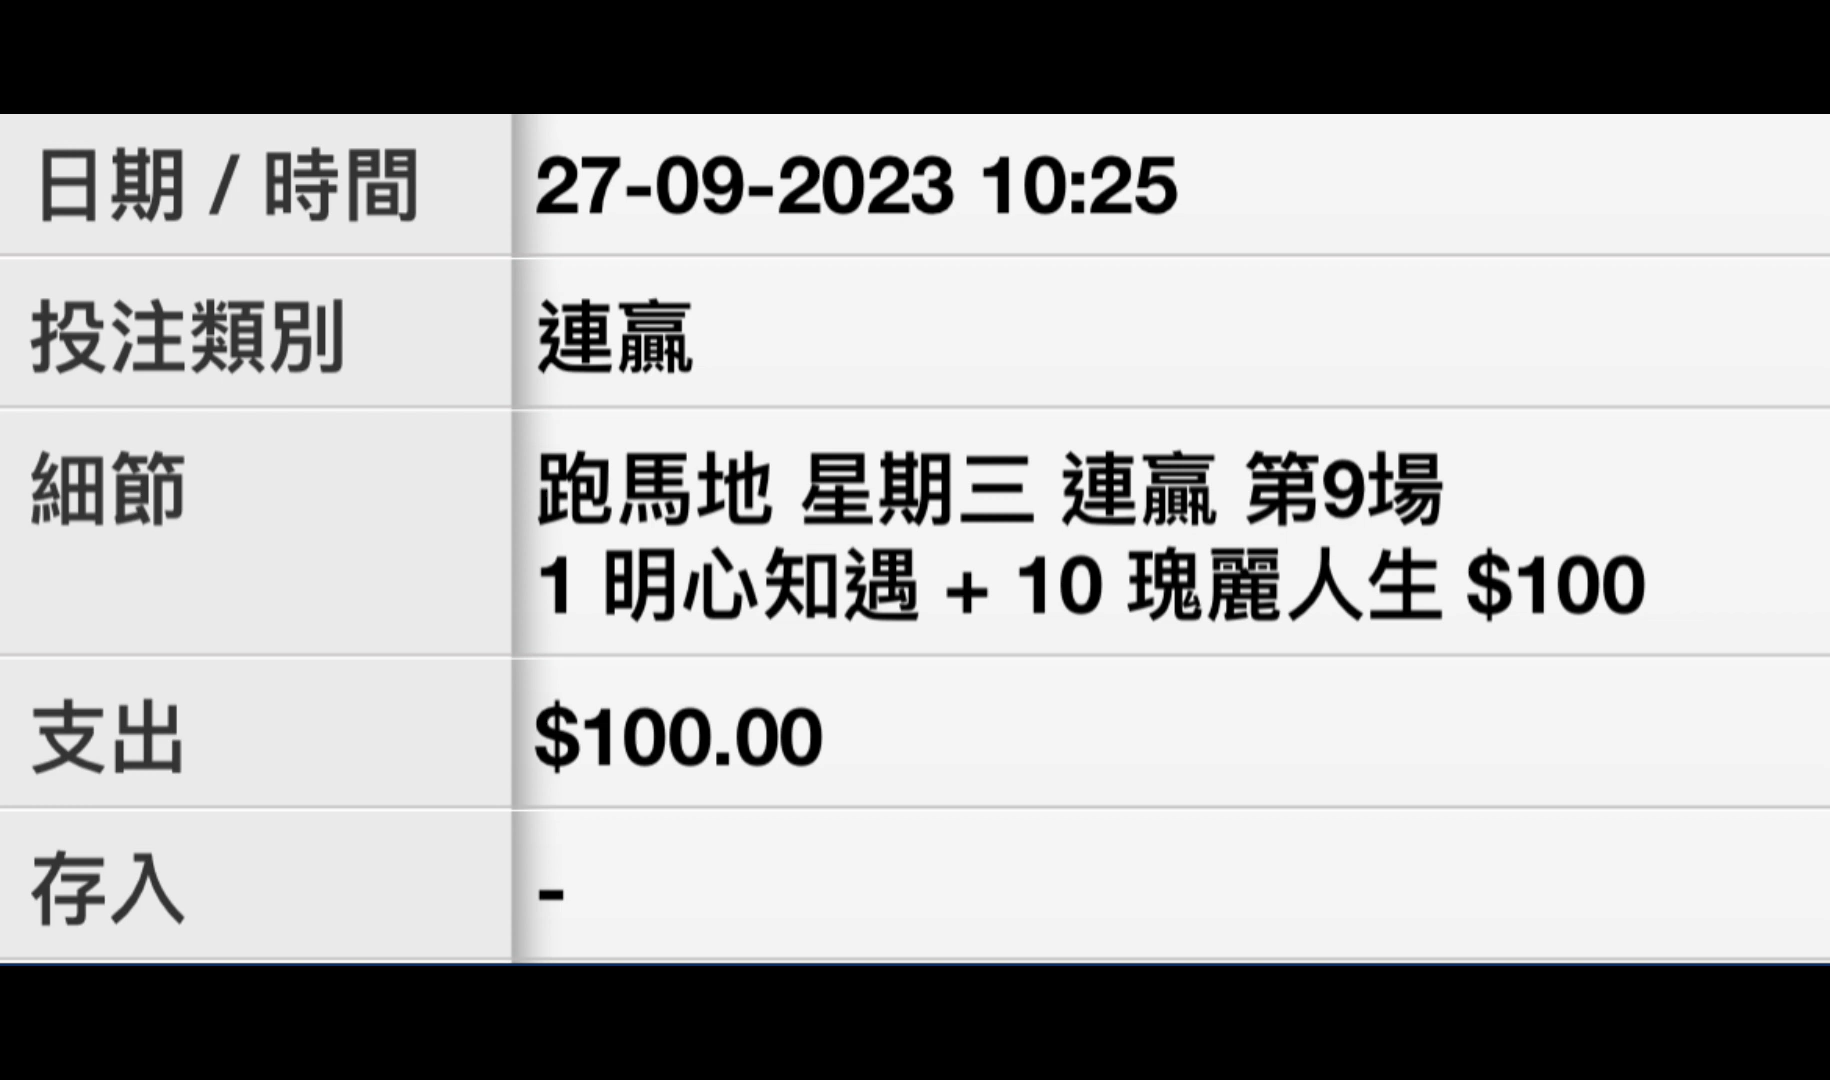 日期 / 時間 27-09-2023 10:25
投注類別 連贏
細節 跑馬地 星期三 連贏 第9場
1 明心知遇 + 10 瑰麗人生 $100
支出 $100.00
存入 -